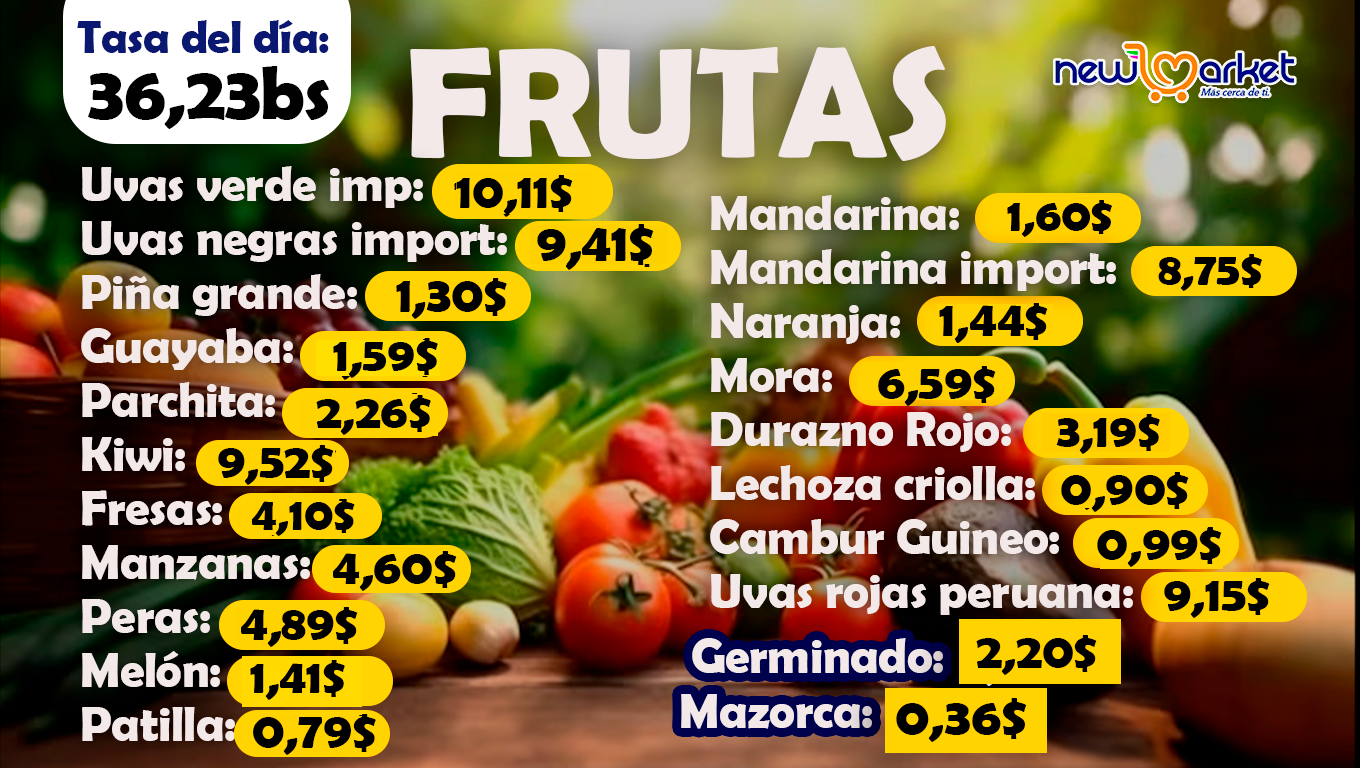 Tasa del día:
36,23bs
FRUTAS
new market
Más cerca de ti.
Uvas verde imp: 10,11$
Uvas negras import: 9,41$
Piña grande: 1,30$
Guayaba: 1,59$
Parchita: 2,26$
Kiwi: 9,52$
Fresas: 4,10$
Manzanas: 4,60$
Peras: 4,89$
Melón: 1,41$
Patilla: 0,79$
Mandarina: 1,60$
Mandarina import: 8,75$
Naranja: 1,44$
Mora: 6,59$
Durazno Rojo: 3,19$
Lechoza criolla: 0,90$
Cambur Guineo: 0,99$
Uvas rojas peruana: 9,15$
Germinado: 2,20$
Mazorca: 0,36$